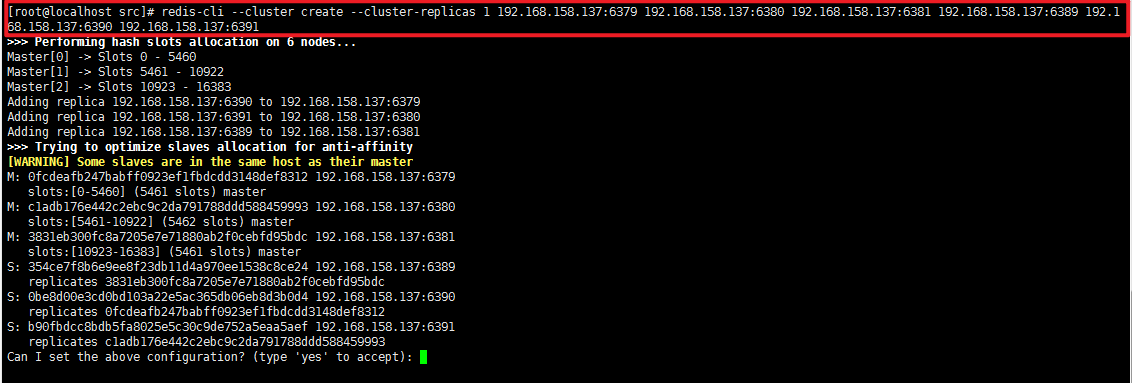 [root@localhost src]# redis-cli --cluster create --cluster-replicas 1 192.168.158.137:6379 192.168.158.137:6380 192.168.158.137:6381 192.168.158.137:6389 192.1
68.158.137:6390 192.168.158.137:6391
>>> Performing hash slots allocation on 6 nodes...
Master[0] -> Slots 0 - 5460
Master[1] -> Slots 5461 - 10922
Master[2] -> Slots 10923 - 16383
Adding replica 192.168.158.137:6390 to 192.168.158.137:6379
Adding replica 192.168.158.137:6391 to 192.168.158.137:6380
Adding replica 192.168.158.137:6389 to 192.168.158.137:6381
>>> Trying to optimize slaves allocation for anti-affinity
[WARNING] Some slaves are in the same host as their master
M: 0fcdeafb247babff0923ef1fbdcdd3148def8312 192.168.158.137:6379
   slots:[0-5460] (5461 slots) master
M: c1adb176e442c2ebc9c2da791788ddd588459993 192.168.158.137:6380
   slots:[5461-10922] (5462 slots) master
M: 3831eb300fc8a7205e7e71880ab2f0cebfd95bdc 192.168.158.137:6381
   slots:[10923-16383] (5461 slots) master
S: 354ce7f8b6e9ee8f23db11d4a970ee1538c8ce24 192.168.158.137:6389
   replicates 3831eb300fc8a7205e7e71880ab2f0cebfd95bdc
S: 0be8d00e3cd0bd103a22e5ac365db06eb8d3b0d4 192.168.158.137:6390
   replicates 0fcdeafb247babff0923ef1fbdcdd3148def8312
S: b90fbdcc8bdb5fa8025e5c30c9de752a5eaa5aef 192.168.158.137:6391
   replicates c1adb176e442c2ebc9c2da791788ddd588459993
Can I set the above configuration? (type 'yes' to accept):